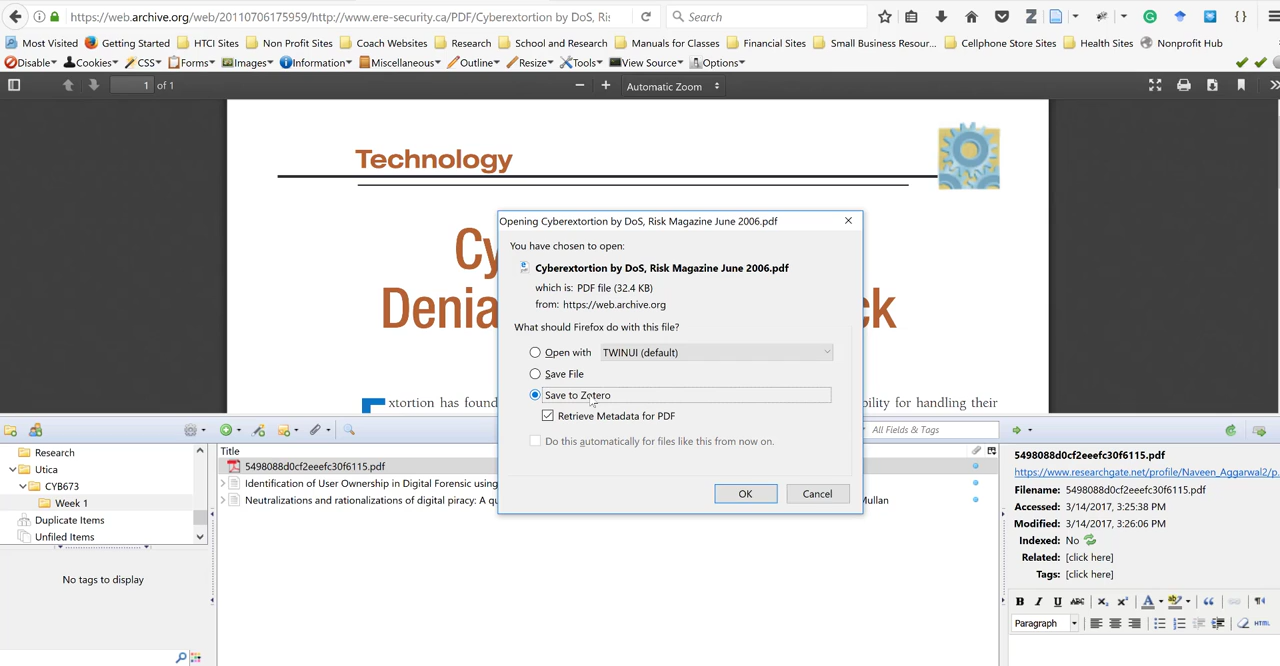 https://web.archive.org/web/20110706175959/http://www.ere-security.ca/PDF/Cyberextortion by DoS, Ris
Search
Most Visited Getting Started HTCI Sites Non Profit Sites Coach Websites Research School and Research Manuals for Classes Financial Sites Small Business Resour... Cellphone Store Sites Health Sites Nonprofit Hub
Disable Cookies CSS Forms Images Information Miscellaneous Outline Resize Tools View Source Options
1 of 1
Automatic Zoom
Technology
Opening Cyberextortion by DoS, Risk Magazine June 2006.pdf
You have chosen to open:
Cyberextortion by DoS, Risk Magazine June 2006.pdf
which is: PDF file (32.4 KB)
from: https://web.archive.org
What should Firefox do with this file?
Open with TWINUI (default)
Save File
Save to Zotero
Retrieve Metadata for PDF
Do this automatically for files like this from now on.
OK Cancel
Cy
Denia ck
xtortion has found bility for handling their
All Fields & Tags
Research
Utica
CYB673
Week 1
Duplicate Items
Unfiled Items
No tags to display
Title
5498088d0cf2eeefc30f6115.pdf
Identification of User Ownership in Digital Forensic using
Neutralizations and rationalizations of digital piracy: A qu Mullan
5498088d0cf2eeefc30f6115.pdf
https://www.researchgate.net/profile/Naveen_Aggarwal2/p...
Filename: 5498088d0cf2eeefc30f6115.pdf
Accessed: 3/14/2017, 3:25:38 PM
Modified: 3/14/2017, 3:26:06 PM
Indexed: No
Related: [click here]
Tags: [click here]
B I U ABC X₂ X² A ab
Paragraph HTML